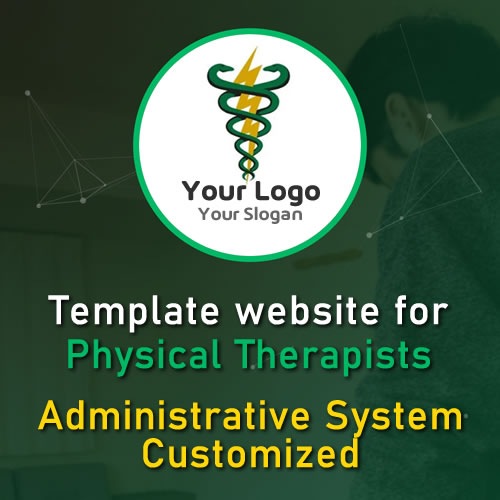 Your Logo
Your Slogan
Template website for
Physical Therapists
Administrative System
Customized